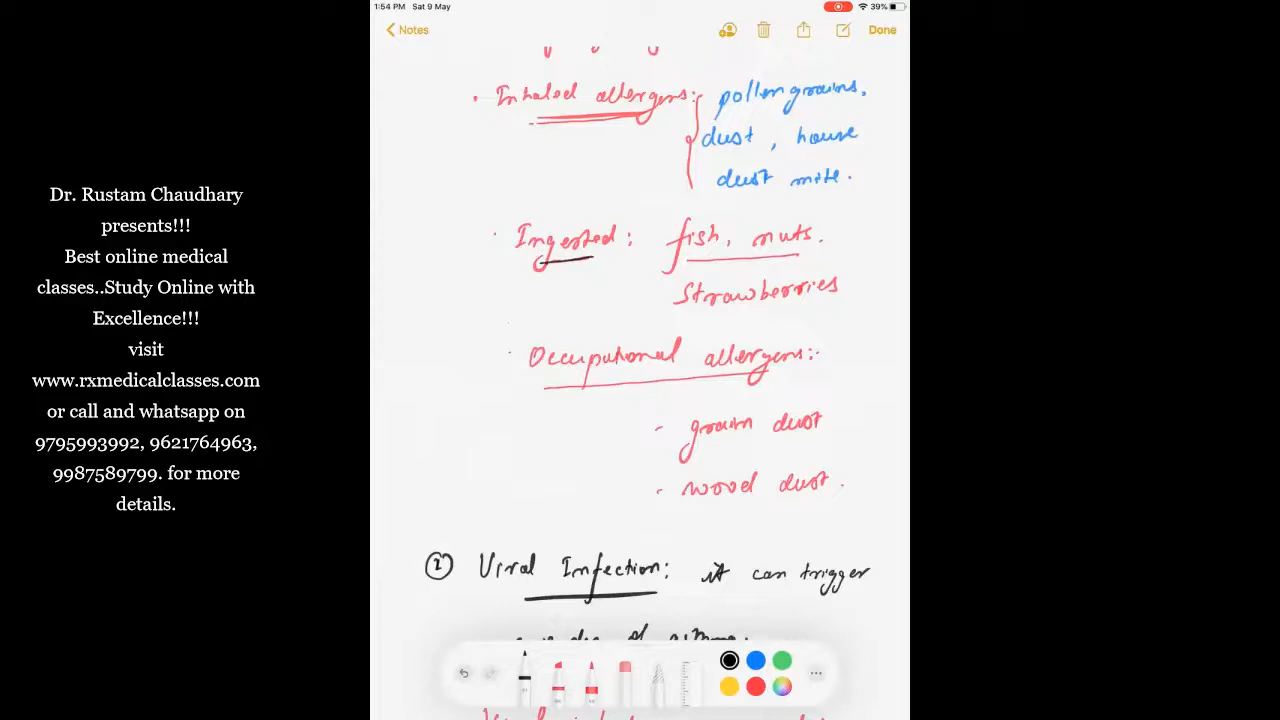 1:54 PM Sat 9 May
39%
Notes
Done
Inhaled allergens: pollen grains,
dust, house
dust mite.
Ingested: fish, nuts.
Strawberries
Occupational allergens:
- grain dust
- wood dust.
② Viral Infection: it can trigger
of
Dr. Rustam Chaudhary
presents!!!
Best online medical
classes..Study Online with
Excellence!!!
visit
www.rxmedicalclasses.com
or call and whatsapp on
9795993992, 9621764963,
9987589799. for more
details.